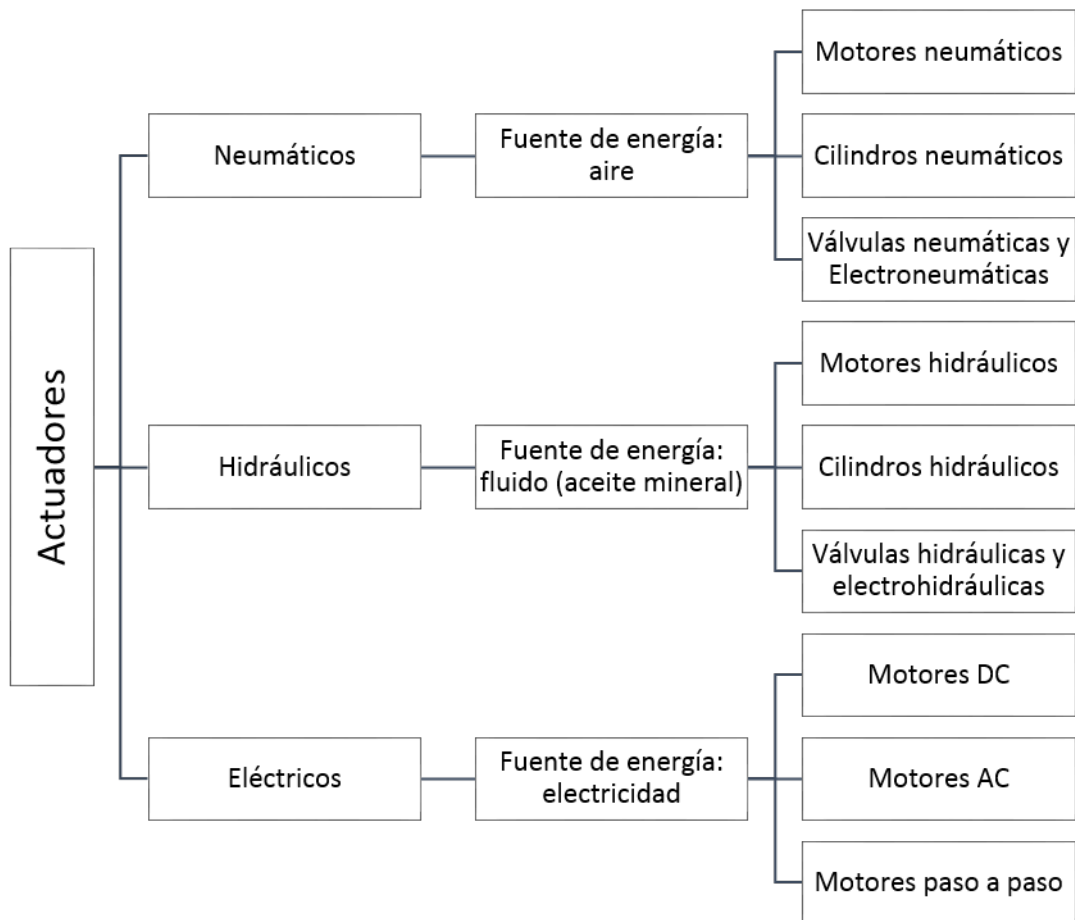 Actuadores
Neumáticos
Fuente de energía:
aire
Motores neumáticos
Cilindros neumáticos
Válvulas neumáticas y
Electroneumáticas
Hidráulicos
Fuente de energía:
fluido (aceite mineral)
Motores hidráulicos
Cilindros hidráulicos
Válvulas hidráulicas y
electrohidráulicas
Eléctricos
Fuente de energía:
electricidad
Motores DC
Motores AC
Motores paso a paso